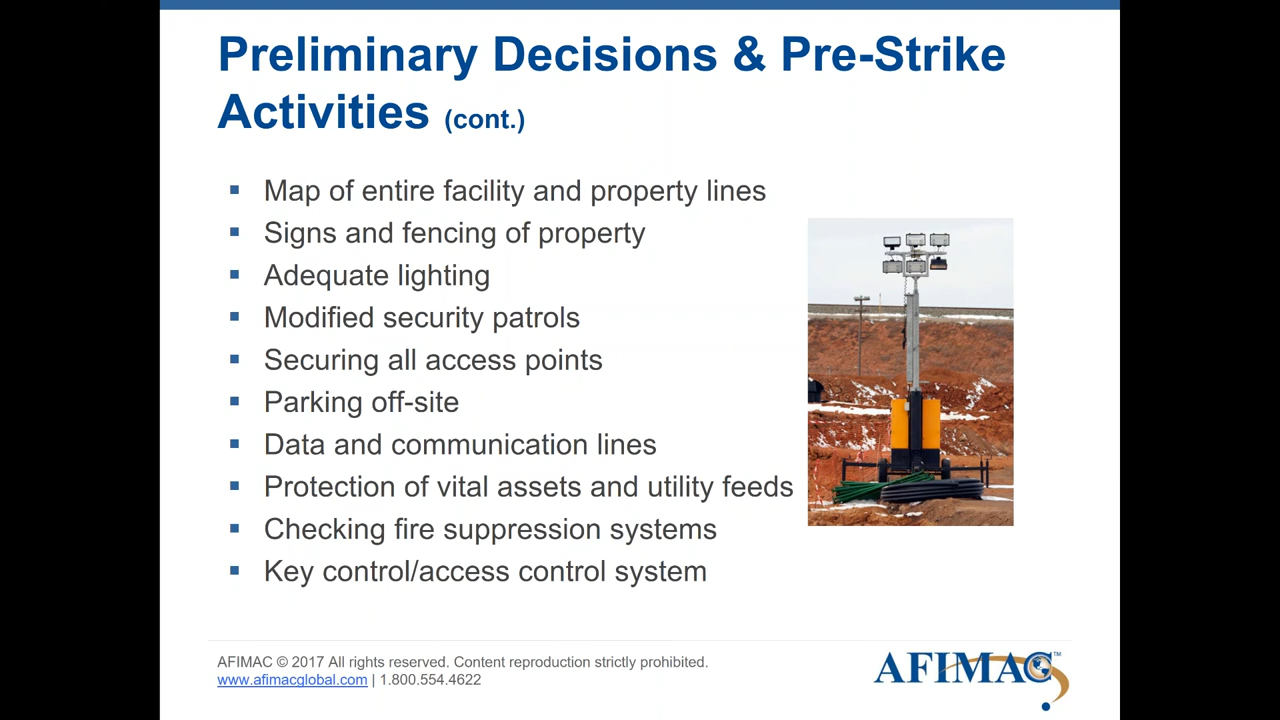 Preliminary Decisions & Pre-Strike
Activities (cont.)
▪ Map of entire facility and property lines
▪ Signs and fencing of property
▪ Adequate lighting
▪ Modified security patrols
▪ Securing all access points
▪ Parking off-site
▪ Data and communication lines
▪ Protection of vital assets and utility feeds
▪ Checking fire suppression systems
▪ Key control/access control system
AFIMAC © 2017 All rights reserved. Content reproduction strictly prohibited.
www.afimacglobal.com | 1.800.554.4622
AFIMAC™